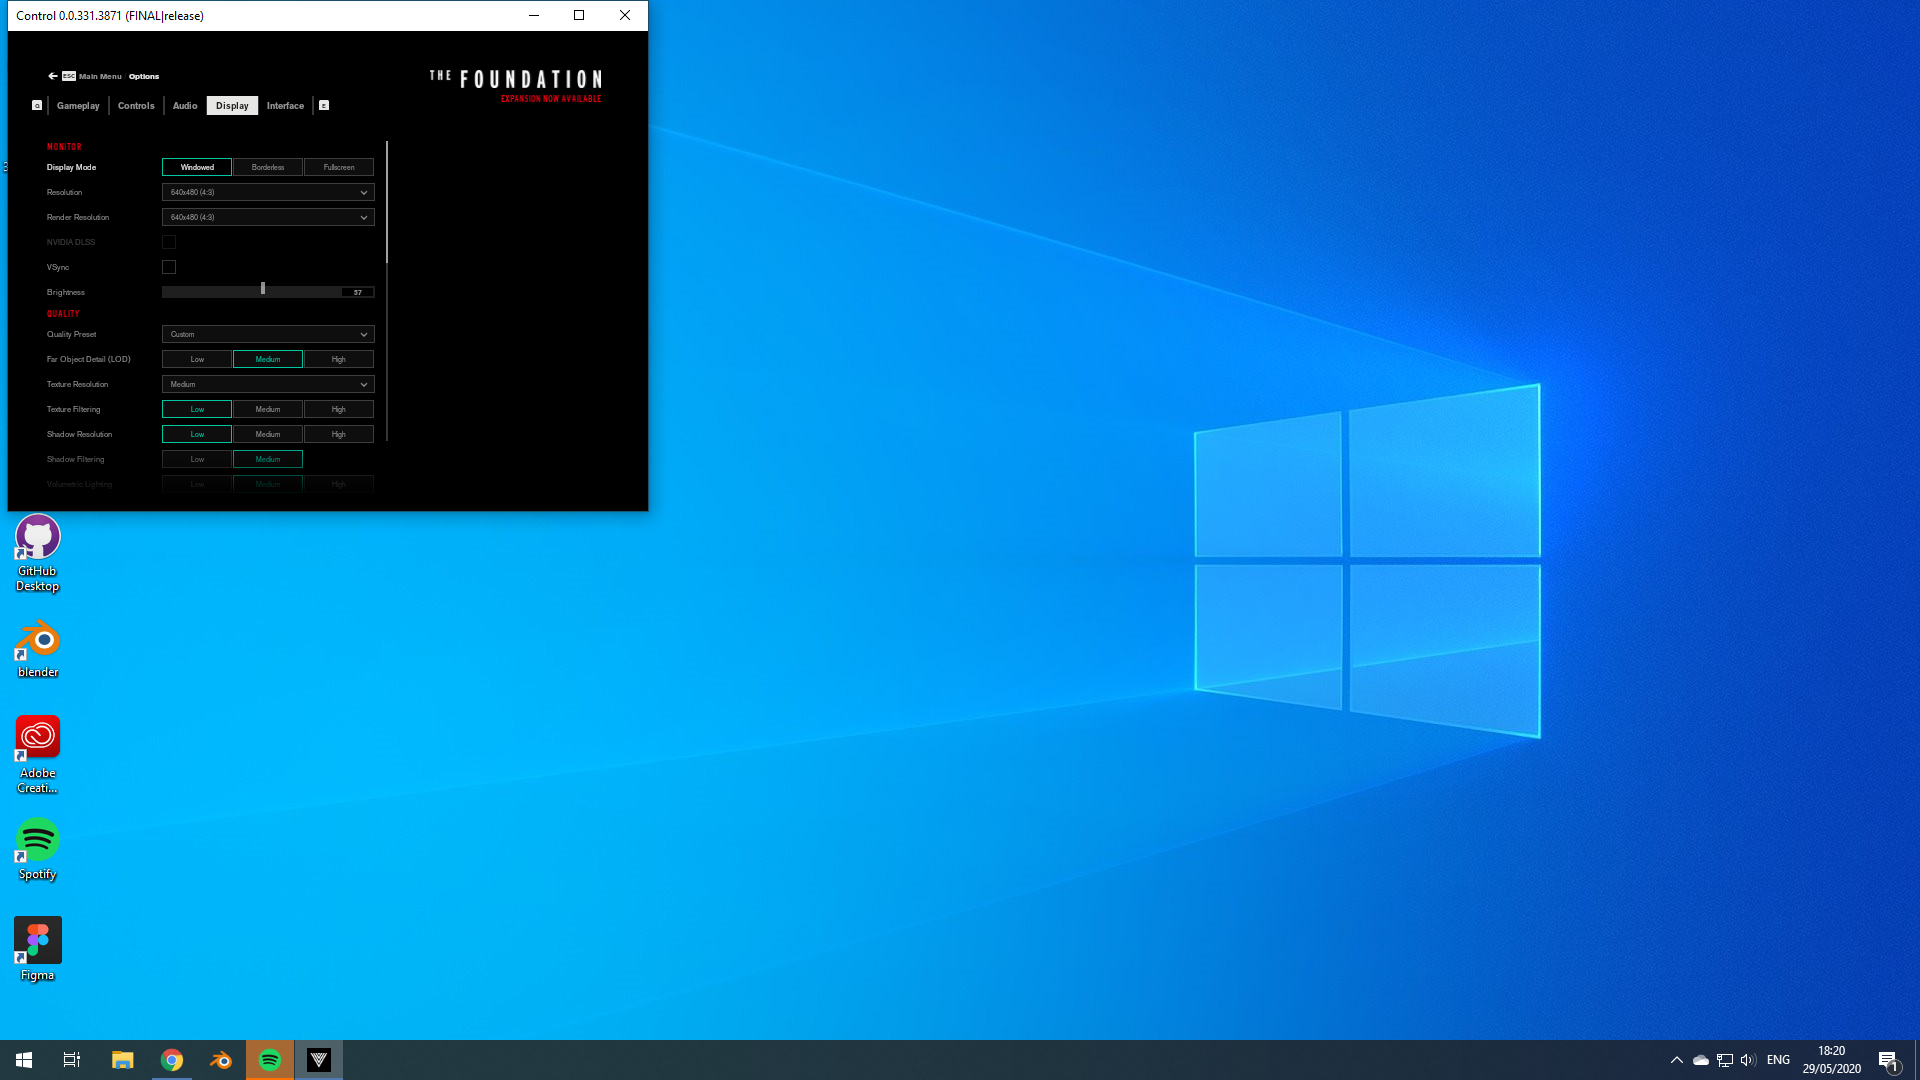 Control 0.0.331.3871 (FINAL|release)
ESC Main Menu Options
THE FOUNDATION
EXPANSION NOW AVAILABLE
Q Gameplay Controls Audio Display Interface E
MONITOR
Display Mode Windowed Borderless Fullscreen
3
Resolution 640x480 (4:3)
Render Resolution 640x480 (4:3)
NVIDIA DLSS
VSync
Brightness 57
QUALITY
Quality Preset Custom
Far Object Detail (LOD) Low Medium High
Texture Resolution Medium
Texture Filtering Low Medium High
Shadow Resolution Low Medium High
Shadow Filtering Low Medium
Volumetric Lighting Low Medium High
GitHub
Desktop
blender
Adobe
Creati...
Spotify
Figma
ENG
18:20
29/05/2020
1